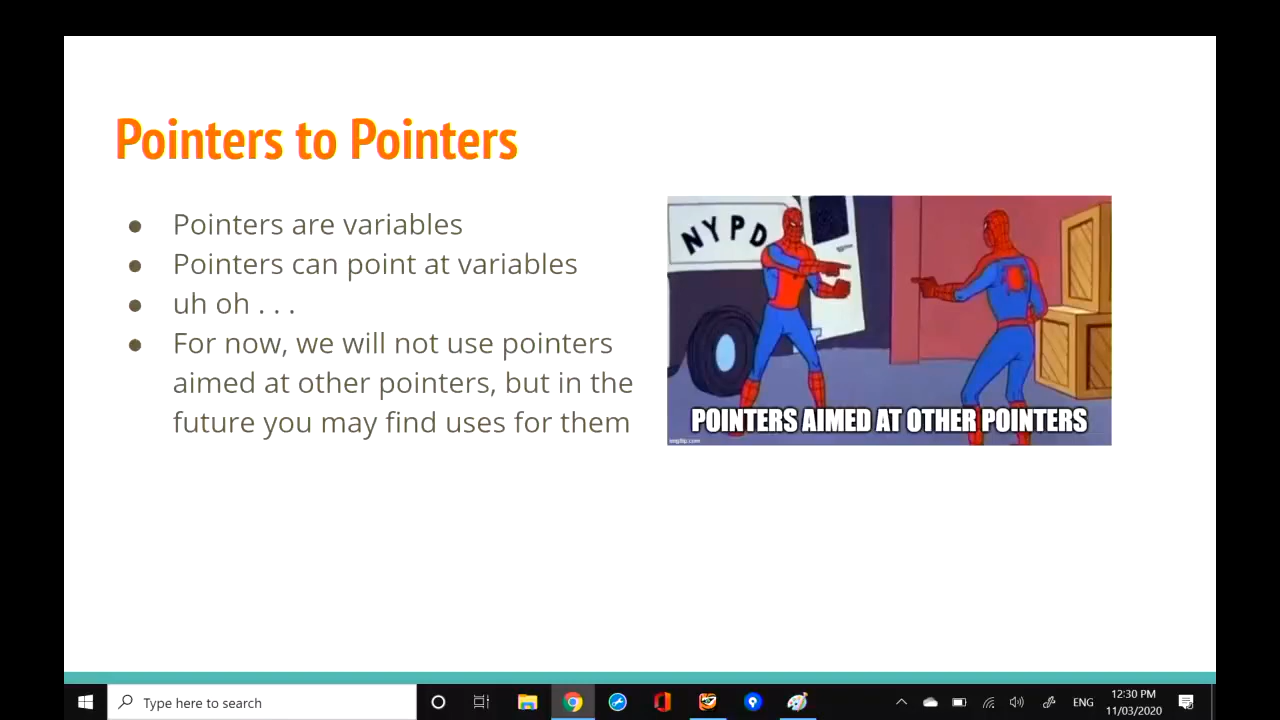 Pointers to Pointers
Pointers are variables
Pointers can point at variables
uh oh . . .
For now, we will not use pointers
aimed at other pointers, but in the
future you may find uses for them
NYPD
POINTERS AIMED AT OTHER POINTERS
imgflip.com
Type here to search
ENG
12:30 PM
11/03/2020